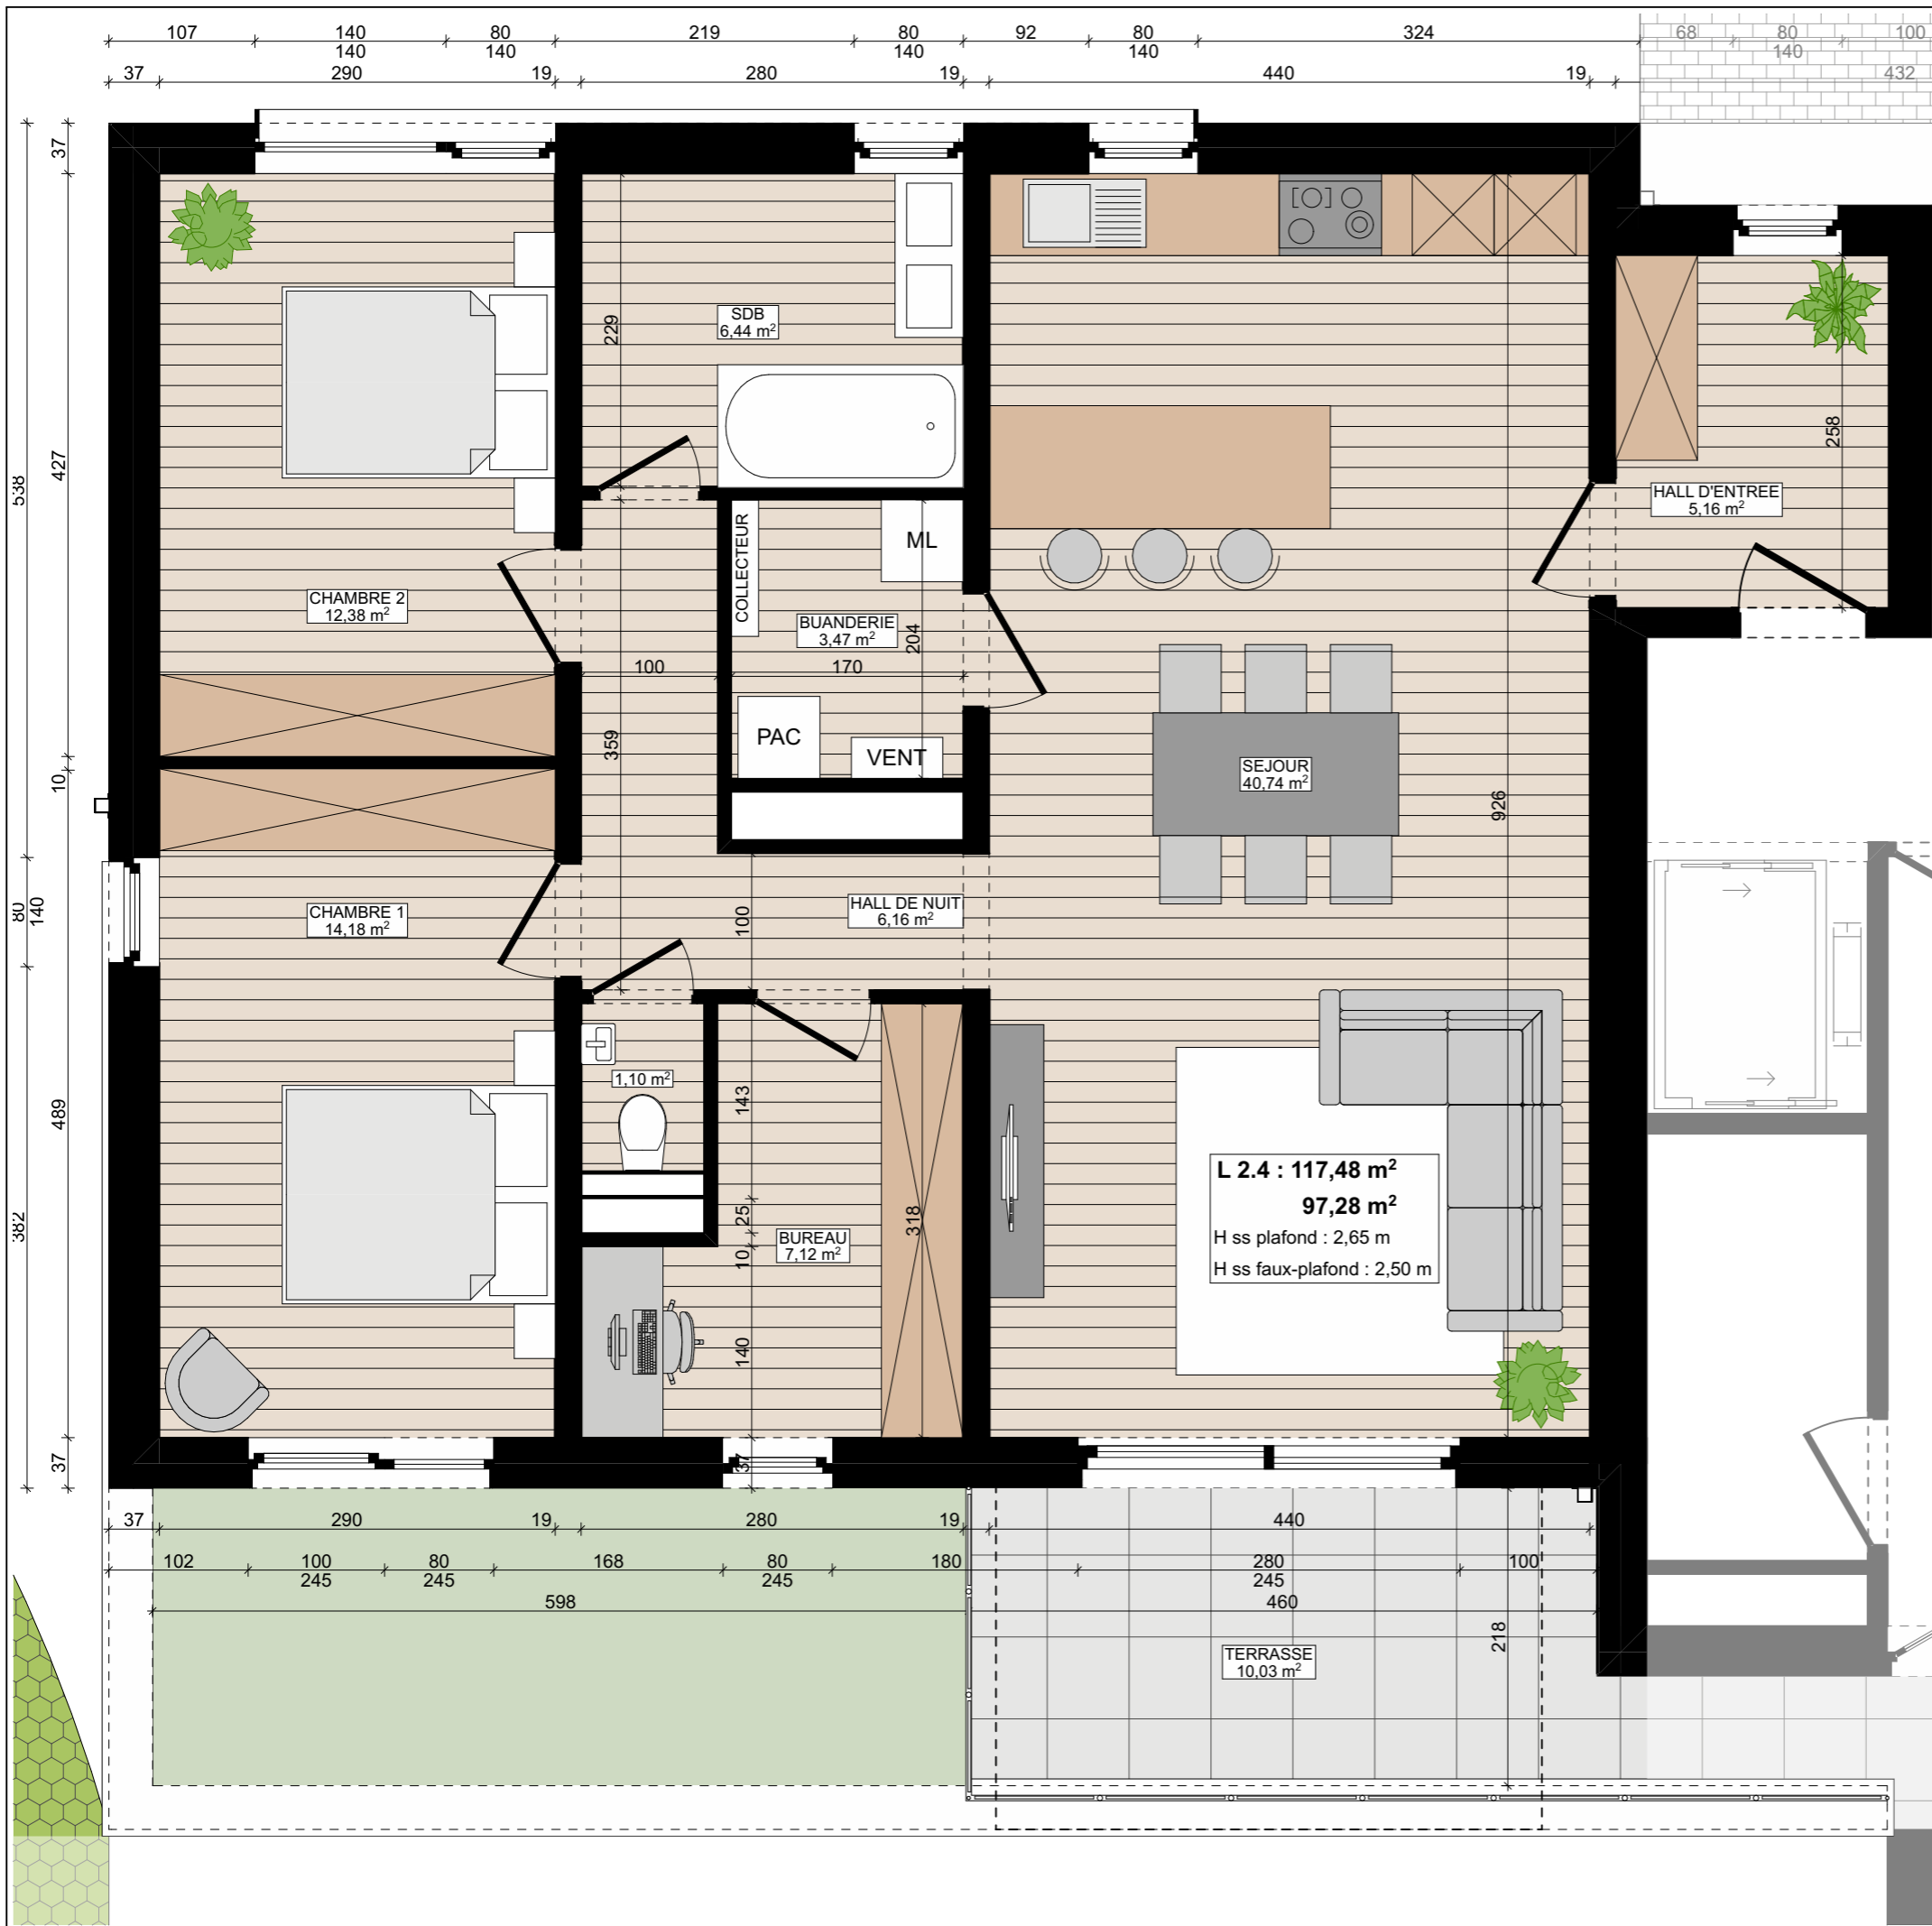 107 140 80 219 80 92 80 324 68 80 100
140 140 140 140 140
37 290 19 280 19 440 19 432
37
427
538
10
80
140
489
382
37
SDB
6,44 m²
229
HALL D'ENTREE
5,16 m²
258
COLLECTEUR
ML
CHAMBRE 2
12,38 m²
BUANDERIE
3,47 m²
204
100 170
359
PAC
VENT
SEJOUR
40,74 m²
926
CHAMBRE 1
14,18 m²
HALL DE NUIT
6,16 m²
100
1,10 m²
143
25
10
318
BUREAU
7,12 m²
140
37
L 2.4 : 117,48 m²
97,28 m²
H ss plafond : 2,65 m
H ss faux-plafond : 2,50 m
37 290 19 280 19 440
102 100 80 168 80 180 280 100
245 245 245 245
598 460
218
TERRASSE
10,03 m²